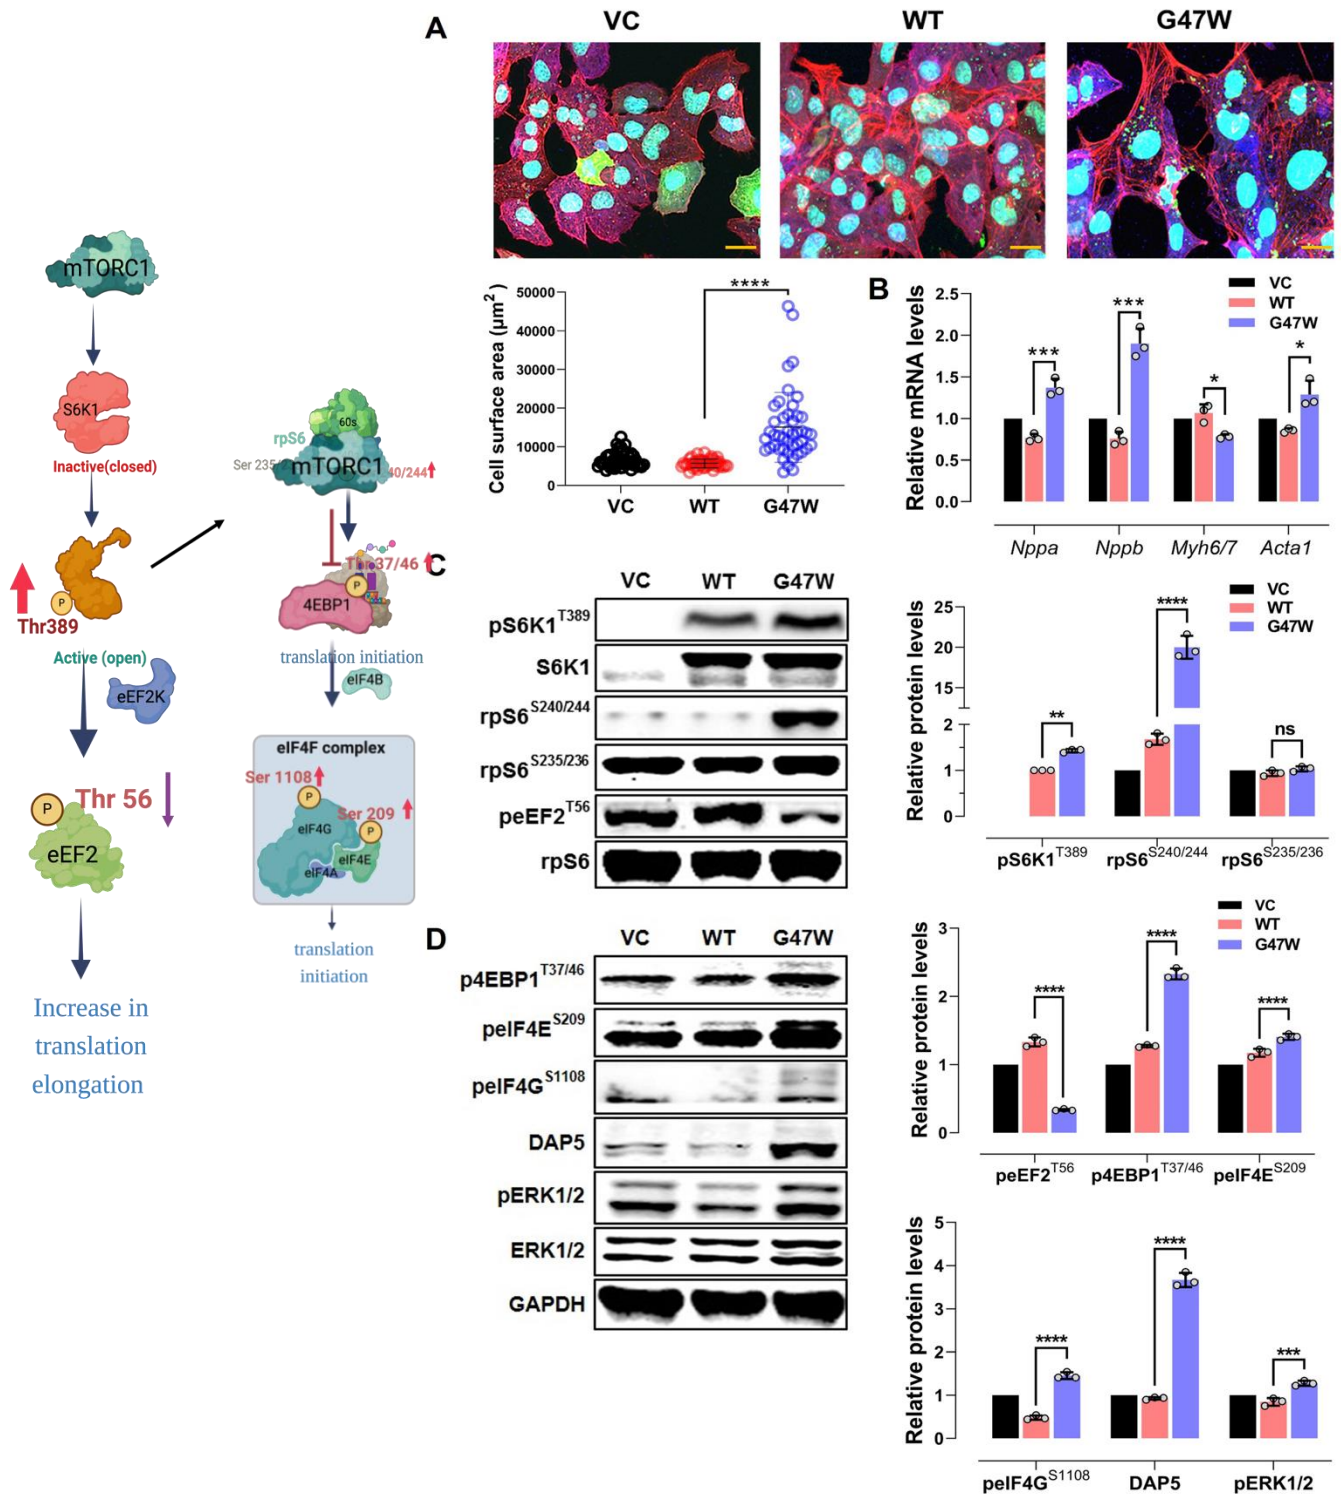 mTORC1
S6K1
Inactive(closed)
P
Thr389
Active (open)
eEF2K
P
Thr 56
eEF2
Increase in
translation
elongation
60s
rpS6
mTORC1
Ser 235/2
40/244
Thr 37/46
P
4EBP1
translation initiation
eIF4B
eIF4F complex
Ser 1108
P
Ser 209
eIF4G
P
eIF4E
eIF4A
translation
initiation
A
VC WT G47W
Cell surface area (µm²)
50000
40000
30000
20000
10000
0
****
VC WT G47W
B
Relative mRNA levels
2.5
2.0
1.5
1.0
0.5
0.0
VC
WT
G47W
***
***
*
*
Nppa Nppb Myh6/7 Acta1
C
VC WT G47W
pS6K1T389
S6K1
rpS6S240/244
rpS6S235/236
peEF2T56
rpS6
Relative protein levels
25
20
15
2
1
0
VC
WT
G47W
**
****
ns
pS6K1T389 rpS6S240/244 rpS6S235/236
D
VC WT G47W
p4EBP1T37/46
peIF4ES209
peIF4GS1108
DAP5
pERK1/2
ERK1/2
GAPDH
Relative protein levels
3
2
1
0
VC
WT
G47W
****
****
****
peEF2T56 p4EBP1T37/46 peIF4ES209
Relative protein levels
5
4
3
2
1
0
****
****
***
peIF4GS1108 DAP5 pERK1/2